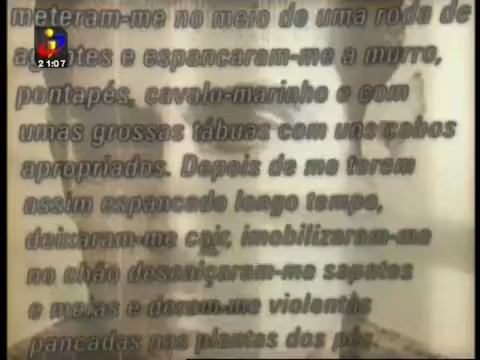 meteram-me no meio de uma roda de
agentes e espancaram-me a murro,
pontapés, cavalo-marinho e com
umas grossas tábuas com uns cabos
apropriados. Depois de me terem
assim espancado longo tempo,
deixaram-me cair, imobilizaram-me
no chão descalçaram-me sapatos
e meias e deram-me violentas
pancadas nas plantas dos pés.
21:07